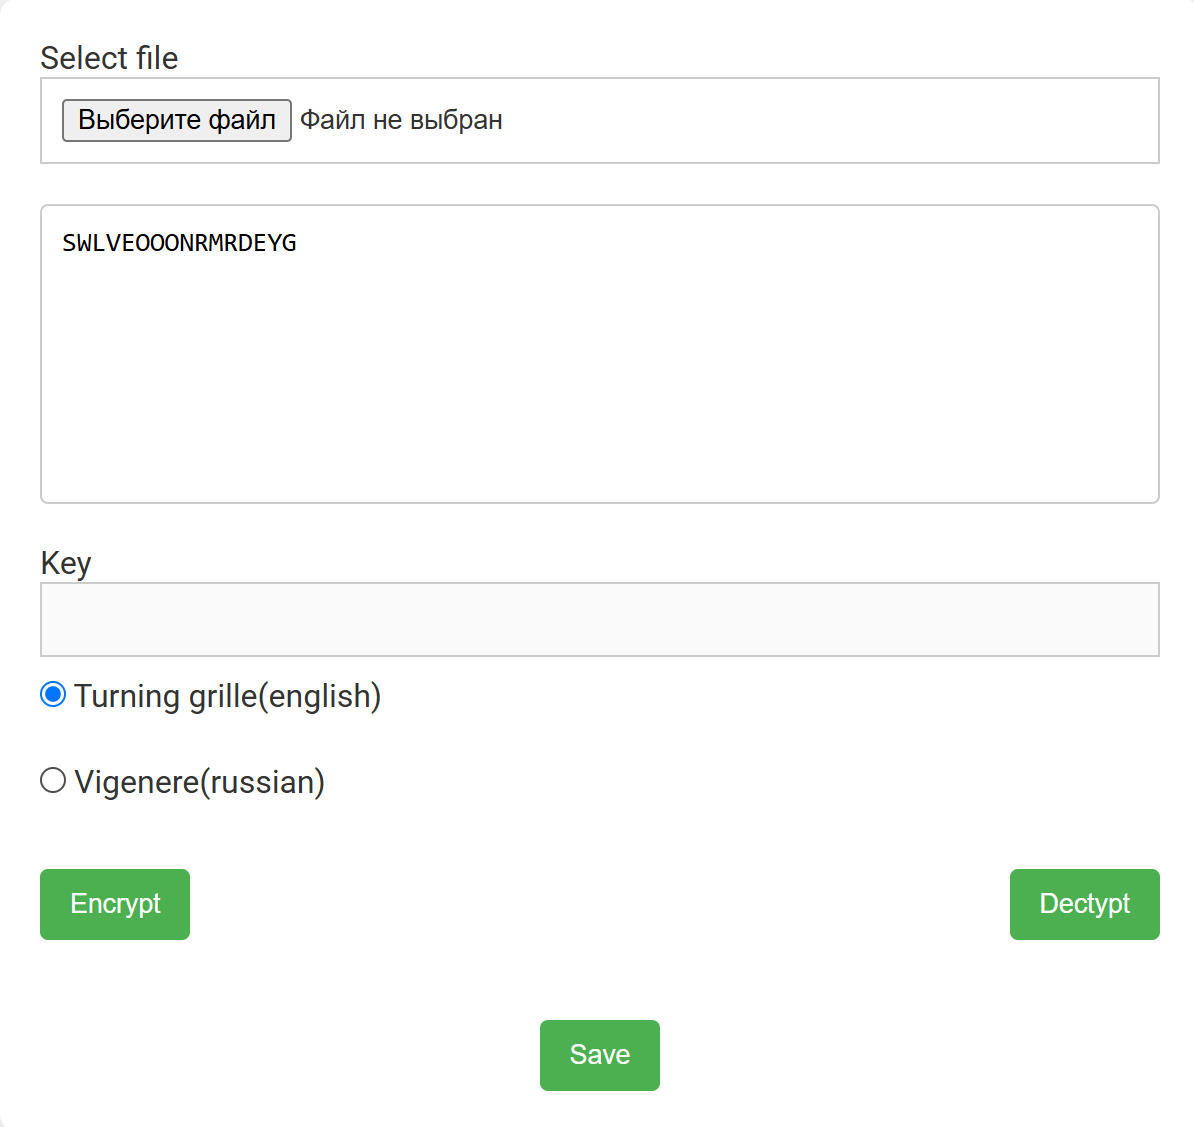 Select file
Выберите файл Файл не выбран
SWLVEOOONRMRDEYG
Key
Turning grille(english)
Vigenere(russian)
Encrypt
Dectypt
Save